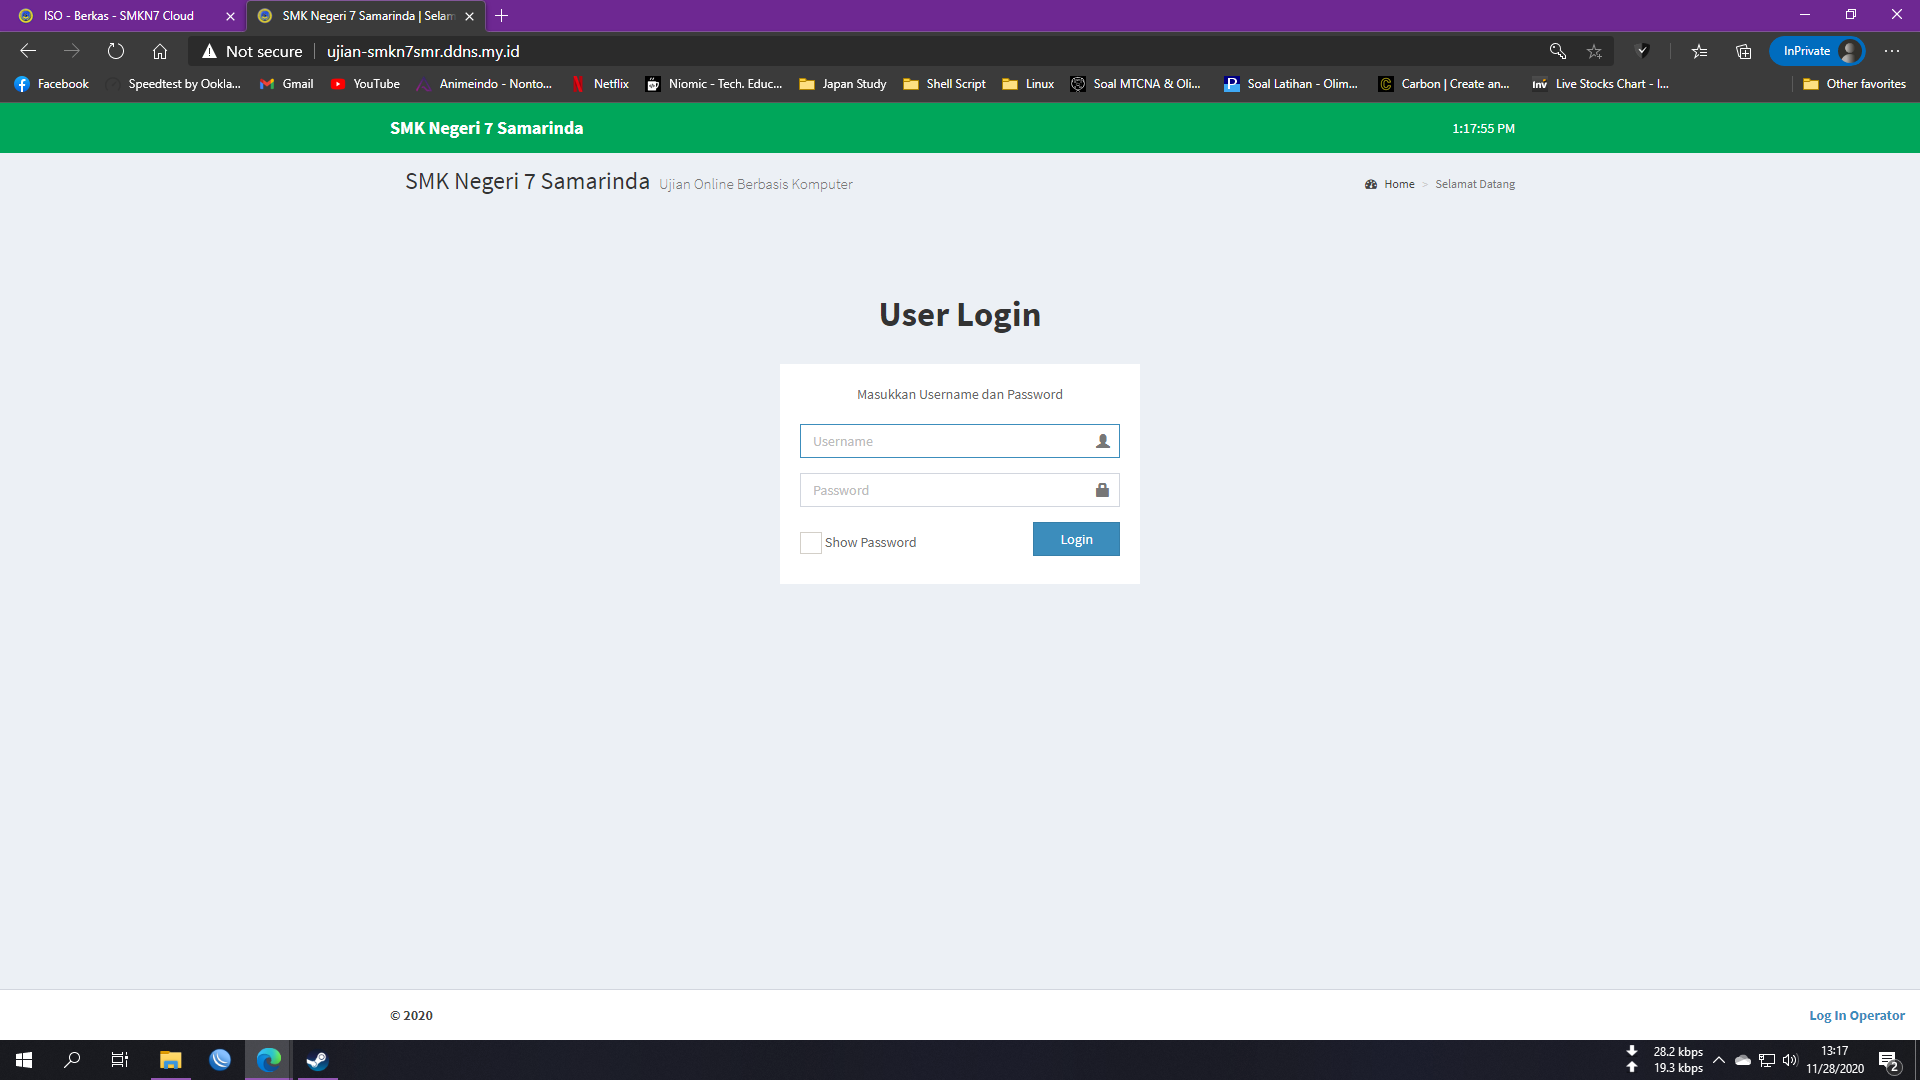 ISO - Berkas - SMKN7 Cloud
SMK Negeri 7 Samarinda | Selam
Not secure
ujian-smkn7smr.ddns.my.id
InPrivate
Facebook
Speedtest by Ookla...
Gmail
YouTube
Animeindo - Nonto...
Netflix
Niomic - Tech. Educ...
Japan Study
Shell Script
Linux
Soal MTCNA & Oli...
Soal Latihan - Olim...
Carbon | Create an...
Inv
Live Stocks Chart - I...
Other favorites
SMK Negeri 7 Samarinda
1:17:55 PM
SMK Negeri 7 Samarinda Ujian Online Berbasis Komputer
Home > Selamat Datang
User Login
Masukkan Username dan Password
Username
Password
Show Password
Login
© 2020
Log In Operator
28.2 kbps
19.3 kbps
13:17
11/28/2020
2